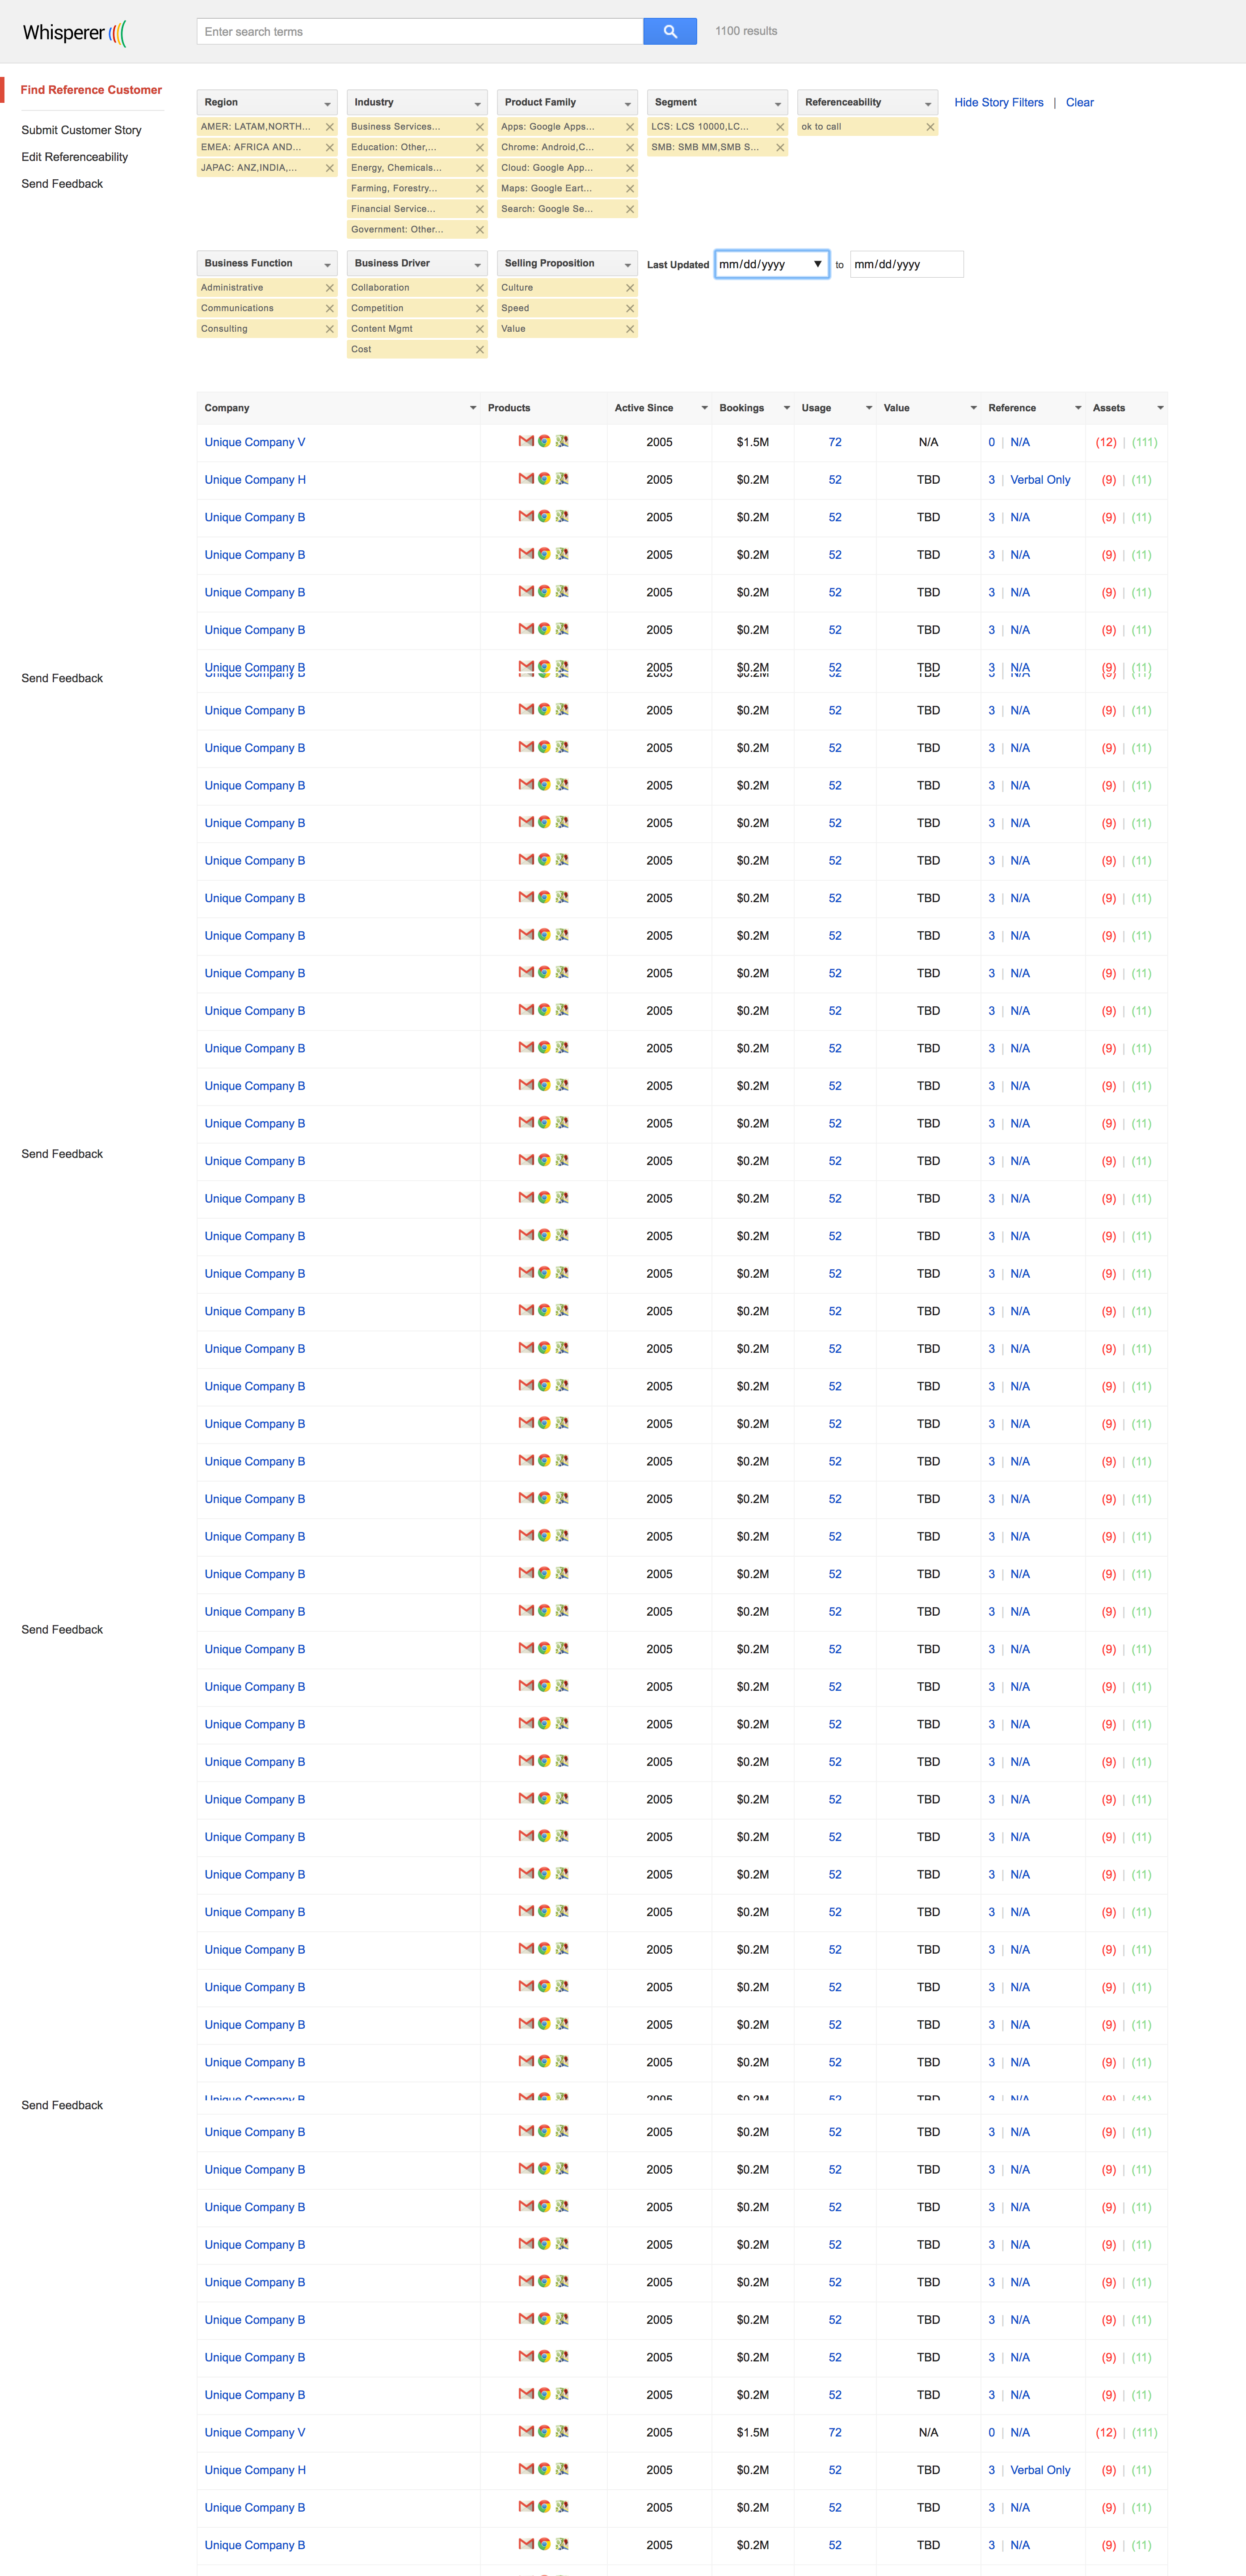 Whisperer
Enter search terms
1100 results
Find Reference Customer
Submit Customer Story
Edit Referenceability
Send Feedback
Region Industry Product Family Segment Referenceability Hide Story Filters | Clear
AMER: LATAM,NORTH... Business Services... Apps: Google Apps... LCS: LCS 10000,LC... ok to call
EMEA: AFRICA AND... Education: Other,... Chrome: Android,C... SMB: SMB MM,SMB S...
JAPAC: ANZ,INDIA,... Energy, Chemicals... Cloud: Google App...
Farming, Forestry... Maps: Google Eart...
Financial Service... Search: Google Se...
Government: Other...
Business Function Business Driver Selling Proposition Last Updated mm/dd/yyyy to mm/dd/yyyy
Administrative Collaboration Culture
Communications Competition Speed
Consulting Content Mgmt Value
Cost
Company Products Active Since Bookings Usage Value Reference Assets
Unique Company V 2005 $1.5M 72 N/A 0 | N/A (12) | (111)
Unique Company H 2005 $0.2M 52 TBD 3 | Verbal Only (9) | (11)
Unique Company B 2005 $0.2M 52 TBD 3 | N/A (9) | (11)
Unique Company B 2005 $0.2M 52 TBD 3 | N/A (9) | (11)
Unique Company B 2005 $0.2M 52 TBD 3 | N/A (9) | (11)
Unique Company B 2005 $0.2M 52 TBD 3 | N/A (9) | (11)
Unique Company B 2005 $0.2M 52 TBD 3 | N/A (9) | (11)
Send Feedback
Unique Company B 2005 $0.2M 52 TBD 3 | N/A (9) | (11)
Unique Company B 2005 $0.2M 52 TBD 3 | N/A (9) | (11)
Unique Company B 2005 $0.2M 52 TBD 3 | N/A (9) | (11)
Unique Company B 2005 $0.2M 52 TBD 3 | N/A (9) | (11)
Unique Company B 2005 $0.2M 52 TBD 3 | N/A (9) | (11)
Unique Company B 2005 $0.2M 52 TBD 3 | N/A (9) | (11)
Unique Company B 2005 $0.2M 52 TBD 3 | N/A (9) | (11)
Unique Company B 2005 $0.2M 52 TBD 3 | N/A (9) | (11)
Unique Company B 2005 $0.2M 52 TBD 3 | N/A (9) | (11)
Unique Company B 2005 $0.2M 52 TBD 3 | N/A (9) | (11)
Unique Company B 2005 $0.2M 52 TBD 3 | N/A (9) | (11)
Unique Company B 2005 $0.2M 52 TBD 3 | N/A (9) | (11)
Send Feedback
Unique Company B 2005 $0.2M 52 TBD 3 | N/A (9) | (11)
Unique Company B 2005 $0.2M 52 TBD 3 | N/A (9) | (11)
Unique Company B 2005 $0.2M 52 TBD 3 | N/A (9) | (11)
Unique Company B 2005 $0.2M 52 TBD 3 | N/A (9) | (11)
Unique Company B 2005 $0.2M 52 TBD 3 | N/A (9) | (11)
Unique Company B 2005 $0.2M 52 TBD 3 | N/A (9) | (11)
Unique Company B 2005 $0.2M 52 TBD 3 | N/A (9) | (11)
Unique Company B 2005 $0.2M 52 TBD 3 | N/A (9) | (11)
Unique Company B 2005 $0.2M 52 TBD 3 | N/A (9) | (11)
Unique Company B 2005 $0.2M 52 TBD 3 | N/A (9) | (11)
Unique Company B 2005 $0.2M 52 TBD 3 | N/A (9) | (11)
Unique Company B 2005 $0.2M 52 TBD 3 | N/A (9) | (11)
Unique Company B 2005 $0.2M 52 TBD 3 | N/A (9) | (11)
Send Feedback
Unique Company B 2005 $0.2M 52 TBD 3 | N/A (9) | (11)
Unique Company B 2005 $0.2M 52 TBD 3 | N/A (9) | (11)
Unique Company B 2005 $0.2M 52 TBD 3 | N/A (9) | (11)
Unique Company B 2005 $0.2M 52 TBD 3 | N/A (9) | (11)
Unique Company B 2005 $0.2M 52 TBD 3 | N/A (9) | (11)
Unique Company B 2005 $0.2M 52 TBD 3 | N/A (9) | (11)
Unique Company B 2005 $0.2M 52 TBD 3 | N/A (9) | (11)
Unique Company B 2005 $0.2M 52 TBD 3 | N/A (9) | (11)
Unique Company B 2005 $0.2M 52 TBD 3 | N/A (9) | (11)
Unique Company B 2005 $0.2M 52 TBD 3 | N/A (9) | (11)
Unique Company B 2005 $0.2M 52 TBD 3 | N/A (9) | (11)
Unique Company B 2005 $0.2M 52 TBD 3 | N/A (9) | (11)
Send Feedback
Unique Company B 2005 $0.2M 52 TBD 3 | N/A (9) | (11)
Unique Company B 2005 $0.2M 52 TBD 3 | N/A (9) | (11)
Unique Company B 2005 $0.2M 52 TBD 3 | N/A (9) | (11)
Unique Company B 2005 $0.2M 52 TBD 3 | N/A (9) | (11)
Unique Company B 2005 $0.2M 52 TBD 3 | N/A (9) | (11)
Unique Company B 2005 $0.2M 52 TBD 3 | N/A (9) | (11)
Unique Company B 2005 $0.2M 52 TBD 3 | N/A (9) | (11)
Unique Company B 2005 $0.2M 52 TBD 3 | N/A (9) | (11)
Unique Company V 2005 $1.5M 72 N/A 0 | N/A (12) | (111)
Unique Company H 2005 $0.2M 52 TBD 3 | Verbal Only (9) | (11)
Unique Company B 2005 $0.2M 52 TBD 3 | N/A (9) | (11)
Unique Company B 2005 $0.2M 52 TBD 3 | N/A (9) | (11)